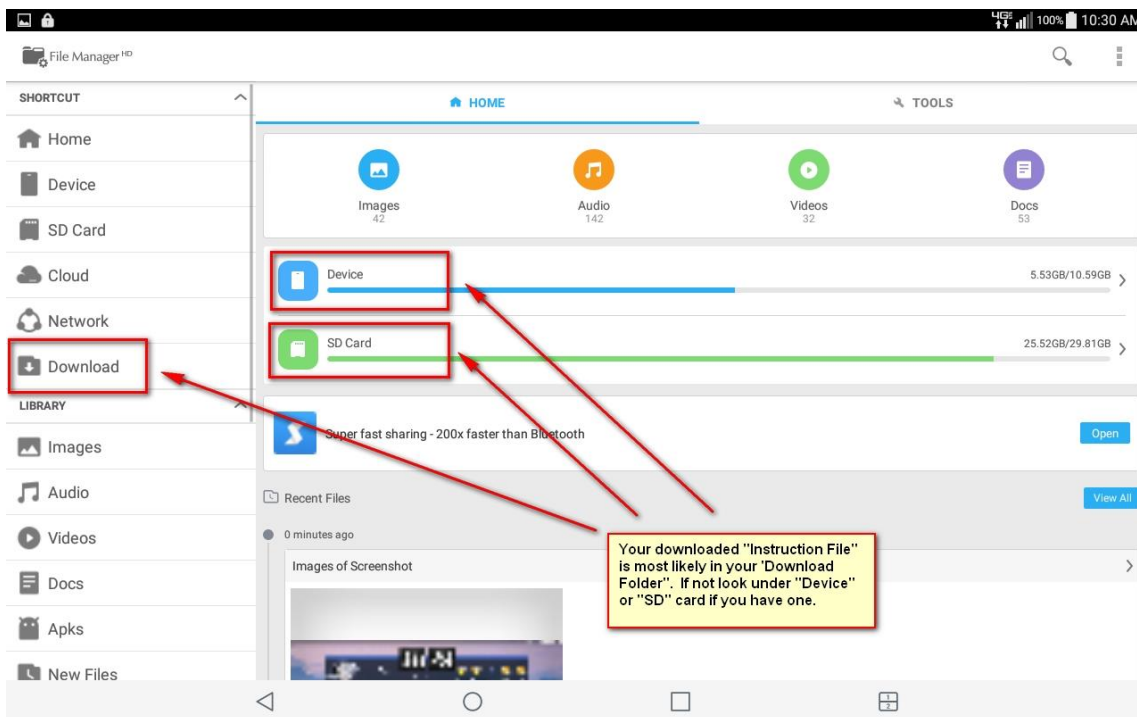 4GE 100% 10:30 AM
File Manager HD
SHORTCUT
Home
Device
SD Card
Cloud
Network
Download
LIBRARY
Images
Audio
Videos
Docs
Apks
New Files
HOME
TOOLS
Images
42
Audio
142
Videos
32
Docs
53
Device
5.53GB/10.59GB
SD Card
25.52GB/29.81GB
Super fast sharing - 200x faster than Bluetooth
Open
Recent Files
View All
0 minutes ago
Images of Screenshot
Your downloaded "Instruction File"
is most likely in your 'Download
Folder".  If not look under "Device"
or "SD" card if you have one.
1
2